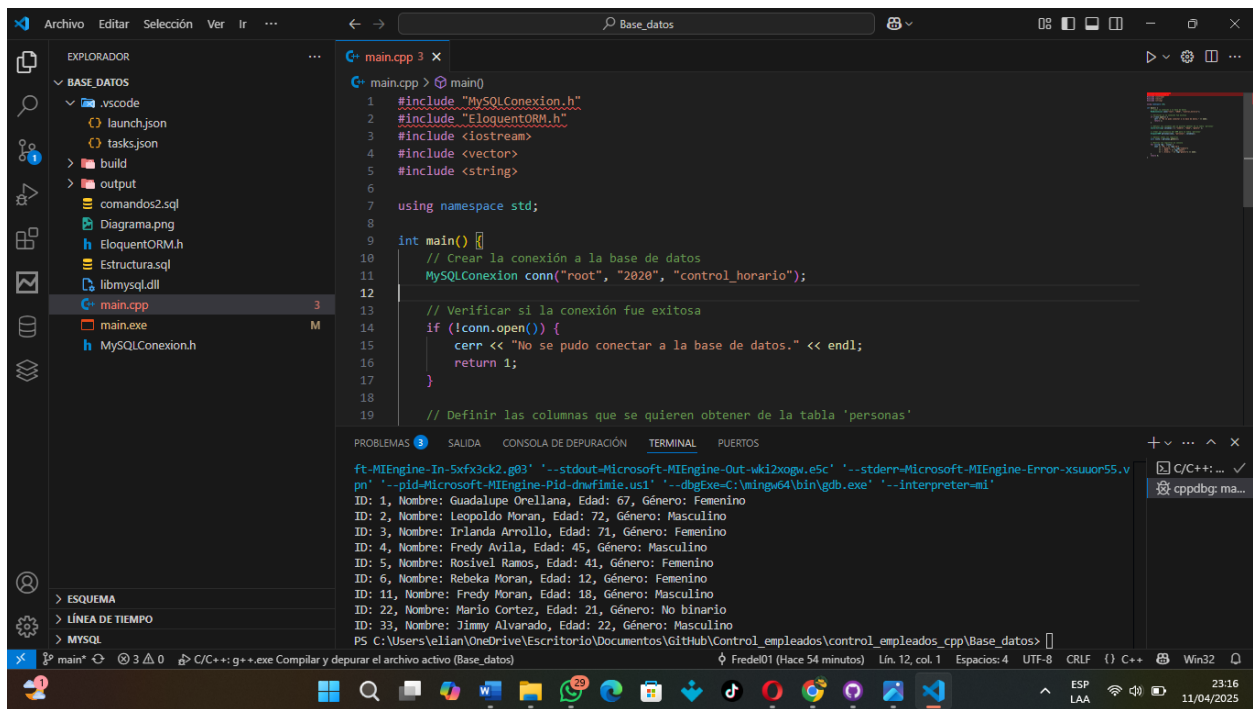 Archivo Editar Selección Ver Ir ···
Base_datos
EXPLORADOR
BASE_DATOS
.vscode
launch.json
tasks.json
build
output
comandos2.sql
Diagrama.png
EloquentORM.h
Estructura.sql
libmysql.dll
main.cpp 3
main.exe M
MySQLConexion.h
ESQUEMA
LÍNEA DE TIEMPO
MYSQL
main.cpp 3
main.cpp > main()
1 #include "MySQLConexion.h"
2 #include "EloquentORM.h"
3 #include <iostream>
4 #include <vector>
5 #include <string>
6
7 using namespace std;
8
9 int main() {
10 // Crear la conexión a la base de datos
11 MySQLConexion conn("root", "2020", "control_horario");
12
13 // Verificar si la conexión fue exitosa
14 if (!conn.open()) {
15 cerr << "No se pudo conectar a la base de datos." << endl;
16 return 1;
17 }
18
19 // Definir las columnas que se quieren obtener de la tabla 'personas'
PROBLEMAS 3 SALIDA CONSOLA DE DEPURACIÓN TERMINAL PUERTOS
ft-MIEngine-In-5xfx3ck2.g03' '--stdout=Microsoft-MIEngine-Out-wki2xogw.e5c' '--stderr=Microsoft-MIEngine-Error-xsuuor55.v
pn' '--pid=Microsoft-MIEngine-Pid-dnwfimie.us1' '--dbgExe=C:\mingw64\bin\gdb.exe' '--interpreter=mi'
ID: 1, Nombre: Guadalupe Orellana, Edad: 67, Género: Femenino
ID: 2, Nombre: Leopoldo Moran, Edad: 72, Género: Masculino
ID: 3, Nombre: Irlanda Arrollo, Edad: 71, Género: Femenino
ID: 4, Nombre: Fredy Avila, Edad: 45, Género: Masculino
ID: 5, Nombre: Rosivel Ramos, Edad: 41, Género: Femenino
ID: 6, Nombre: Rebeka Moran, Edad: 12, Género: Femenino
ID: 11, Nombre: Fredy Moran, Edad: 18, Género: Masculino
ID: 22, Nombre: Mario Cortez, Edad: 21, Género: No binario
ID: 33, Nombre: Jimmy Alvarado, Edad: 22, Género: Masculino
PS C:\Users\elian\OneDrive\Escritorio\Documentos\GitHub\Control_empleados\control_empleados_cpp\Base_datos>
C/C++: ...
cppdbg: ma...
main* 3 0 C/C++: g++.exe Compilar y depurar el archivo activo (Base_datos) Fredel01 (Hace 54 minutos) Lín. 12, col. 1 Espacios: 4 UTF-8 CRLF {} C++ Win32
1
29
ESP
LAA
23:16
11/04/2025